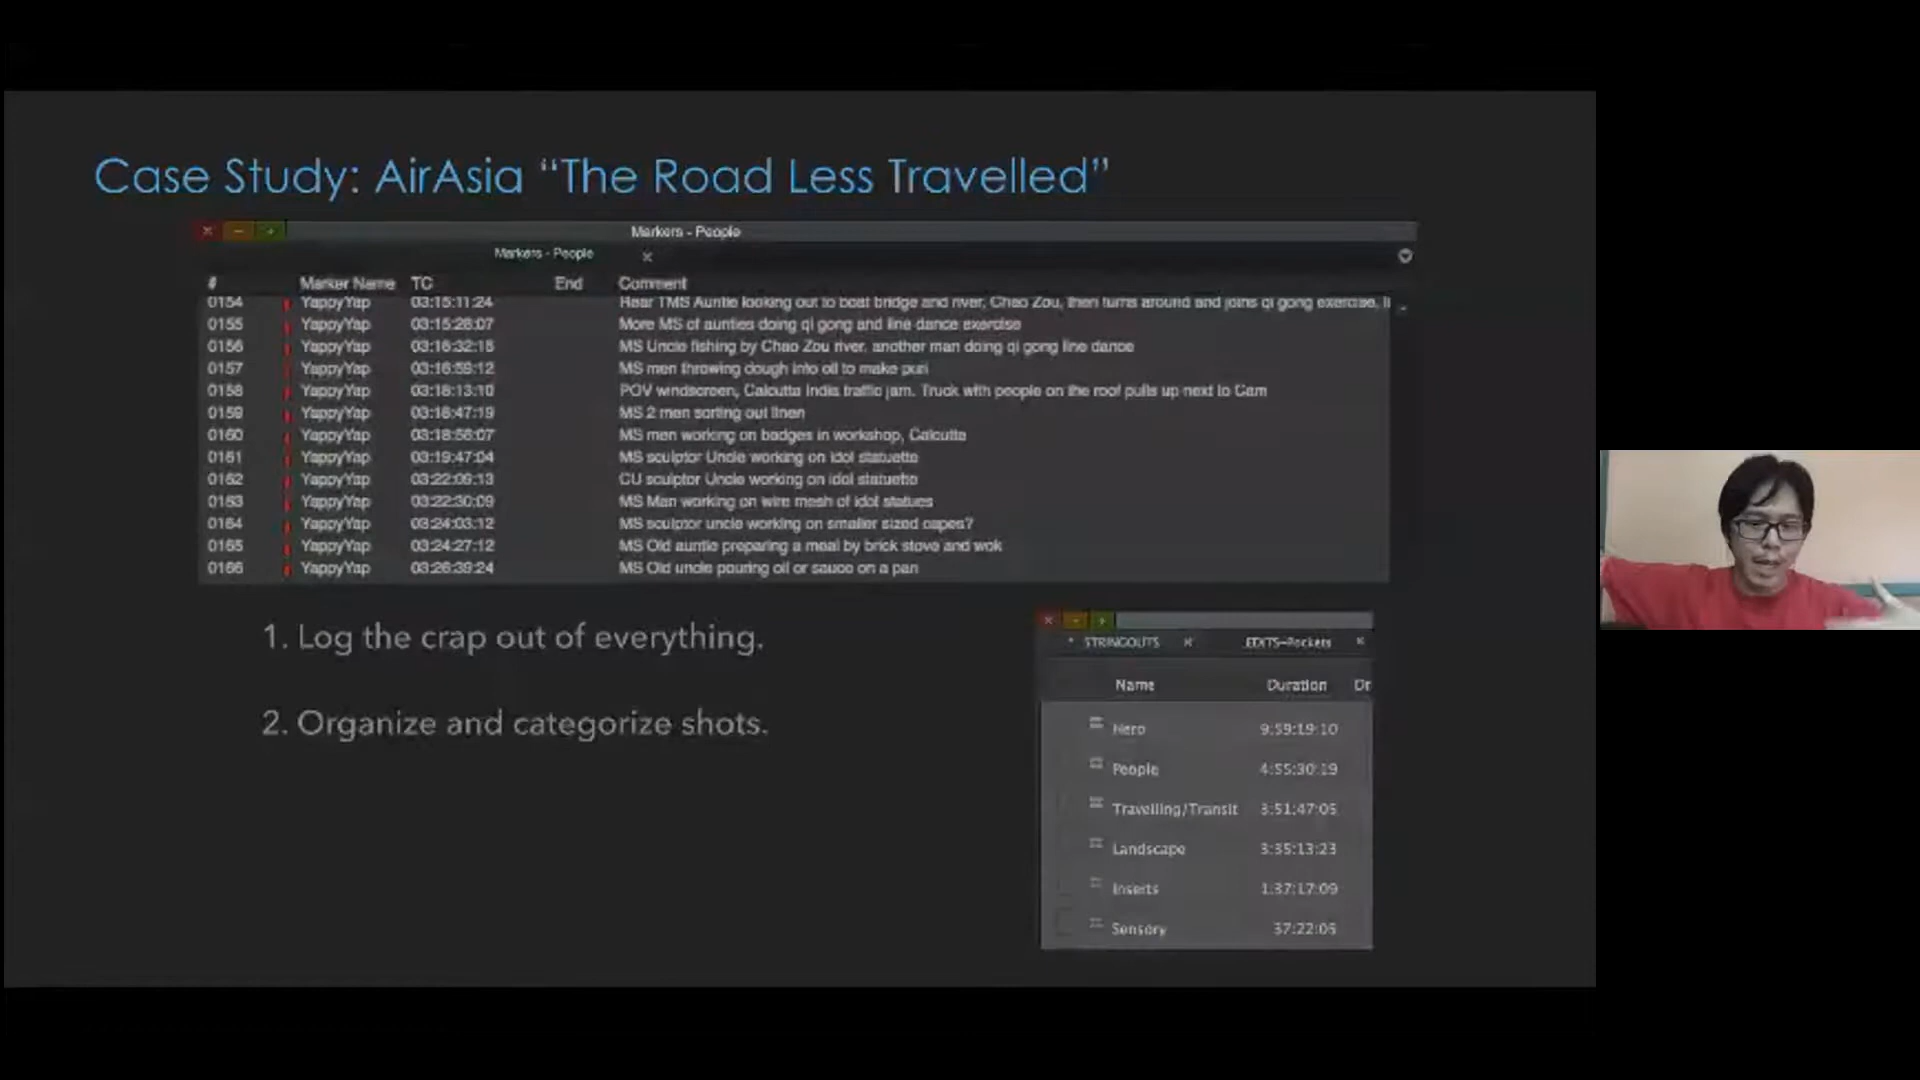 Case Study: AirAsia “The Road Less Travelled”
Markers - People
Markers - People
# Marker Name TC End Comment
0154 YappyYap 03:15:11:24 Rear TMS Auntie looking out to boat bridge and river, Chao Zou, then turns around and joins qi gong exercise, li
0155 YappyYap 03:15:28:07 More MS of aunties doing qi gong and line dance exercise
0156 YappyYap 03:16:32:15 MS Uncle fishing by Chao Zou river, another man doing qi gong line dance
0157 YappyYap 03:16:59:12 MS men throwing dough into oil to make puri
0158 YappyYap 03:18:13:10 POV windscreen, Calcutta India traffic jam. Truck with people on the roof pulls up next to Cam
0159 YappyYap 03:18:47:19 MS 2 men sorting out linen
0160 YappyYap 03:18:56:07 MS men working on badges in workshop, Calcutta
0161 YappyYap 03:19:47:04 MS sculptor Uncle working on idol statuette
0162 YappyYap 03:22:09:13 CU sculptor Uncle working on idol statuette
0163 YappyYap 03:22:30:09 MS Man working on wire mesh of idol statues
0164 YappyYap 03:24:03:12 MS sculptor uncle working on smaller sized capes?
0165 YappyYap 03:24:27:12 MS Old auntie preparing a meal by brick stove and wok
0166 YappyYap 03:26:39:24 MS Old uncle pouring oil or sauce on a pan
1. Log the crap out of everything.
2. Organize and categorize shots.
STRINGOUTS
Name Duration Dr
Hero 9:59:19:10
People 4:55:30:19
Travelling/Transit 3:51:47:05
Landscape 3:35:13:23
Inserts 1:37:17:09
Sensory 37:22:05